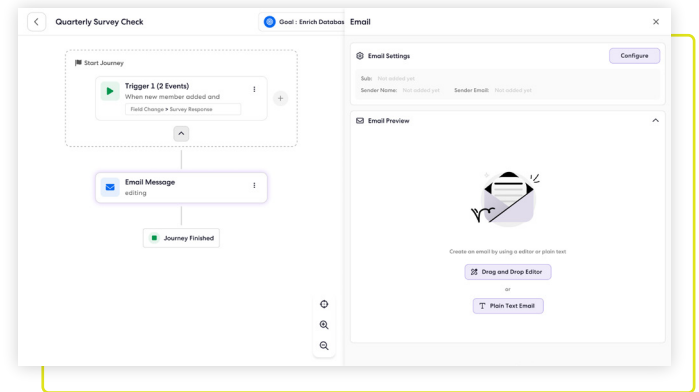 Quarterly Survey Check
Goal : Enrich Databas
Start Journey
Trigger 1 (2 Events)
When new member added and
Field Change > Survey Response
Email Message
editing
Journey Finished
Email
Email Settings
Configure
Sub: Not added yet
Sender Name: Not added yet Sender Email: Not added yet
Email Preview
Create an email by using a editor or plain text
Drag and Drop Editor
or
Plain Text Email